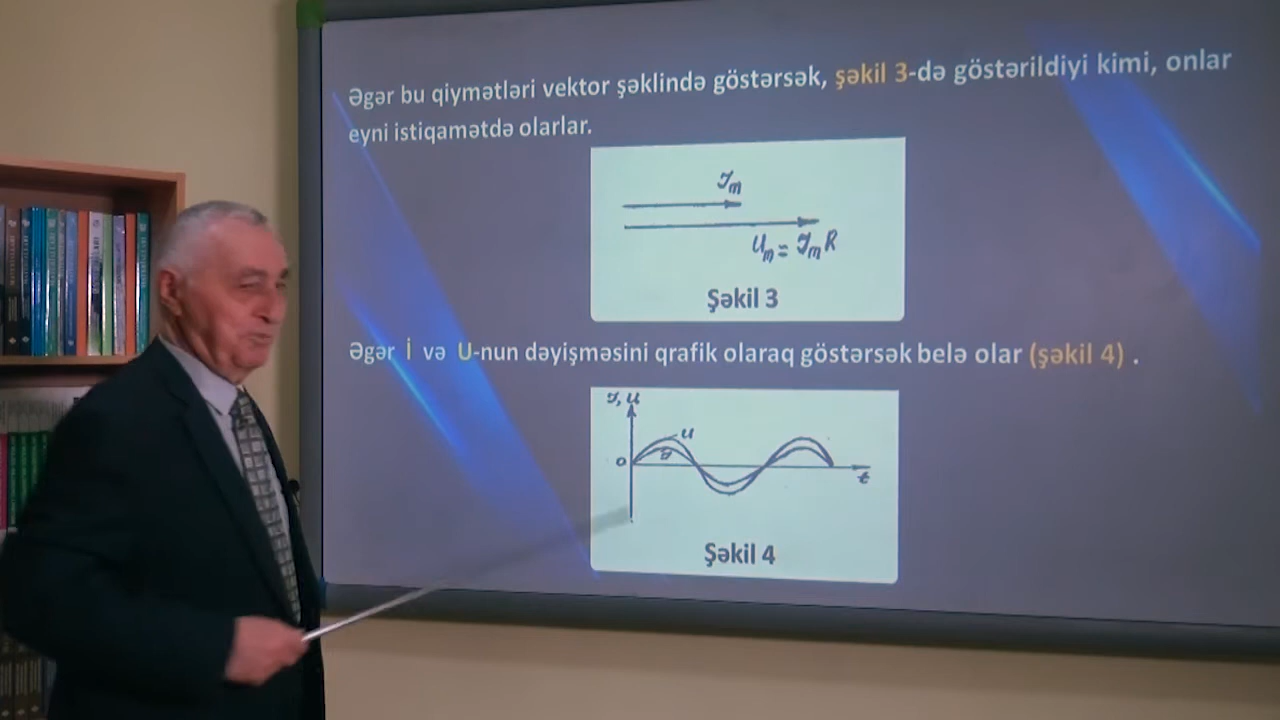 Əgər bu qiymətləri vektor şəklində göstərsək, şəkil 3-də göstərildiyi kimi, onlar
eyni istiqamətdə olarlar.
ℐm
Um = ℐmR
Şəkil 3
Əgər İ və U-nun dəyişməsini qrafik olaraq göstərsək belə olar (şəkil 4) .
ℐ, u
u
ℐ
0
t
Şəkil 4